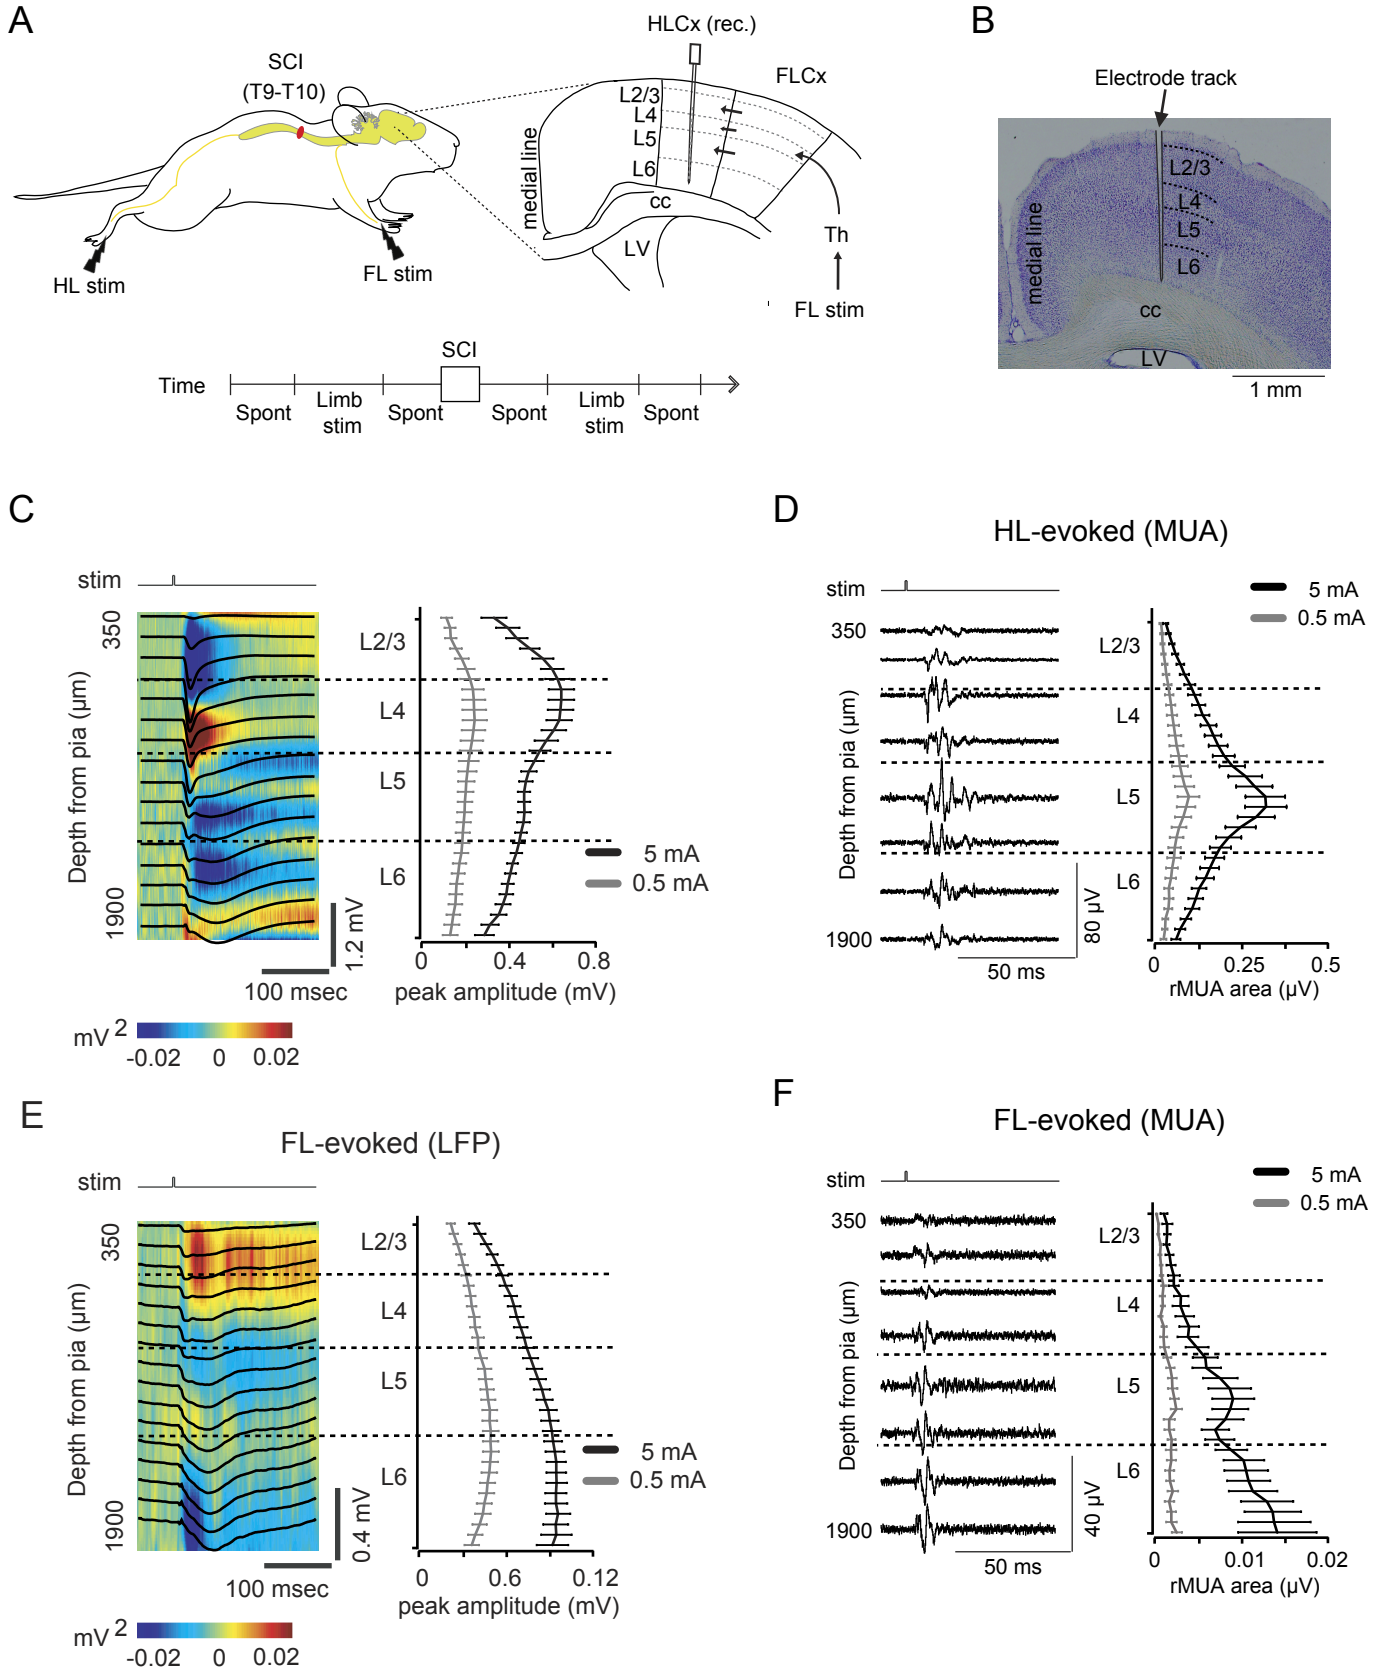 A
HLCx (rec.)
B
SCI
(T9-T10)
FLCx
Electrode track
L2/3
L4
L5
L6
medial line
cc
LV
Th
HL stim
FL stim
FL stim
L2/3
L4
L5
L6
medial line
cc
LV
1 mm
SCI
Time
Spont
Limb
stim
Spont
Spont
Limb
stim
Spont
C
stim
350
Depth from pia (µm)
1900
L2/3
L4
L5
L6
5 mA
0.5 mA
1.2 mV
100 msec
0
0.4
0.8
peak amplitude (mV)
mV 2
-0.02
0
0.02
D
HL-evoked (MUA)
stim
5 mA
0.5 mA
350
Depth from pia (µm)
1900
L2/3
L4
L5
L6
80 µV
50 ms
0
0.25
0.5
rMUA area (µV)
E
FL-evoked (LFP)
stim
350
Depth from pia (µm)
1900
L2/3
L4
L5
L6
5 mA
0.5 mA
0.4 mV
100 msec
0
0.6
0.12
peak amplitude (mV)
mV 2
-0.02
0
0.02
F
FL-evoked (MUA)
stim
5 mA
0.5 mA
350
Depth from pia (µm)
1900
L2/3
L4
L5
L6
40 µV
50 ms
0
0.01
0.02
rMUA area (µV)